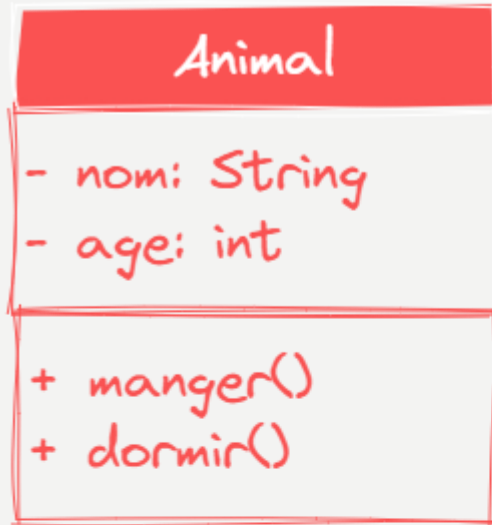 Animal
- nom: String
- age: int
+ manger()
+ dormir()